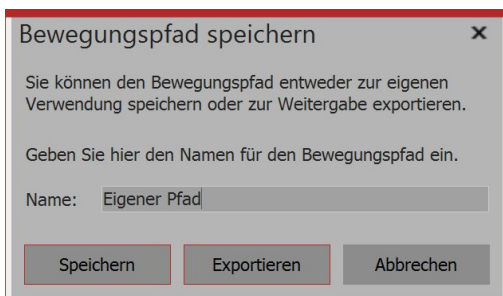 Bewegungspfad speichern
Sie können den Bewegungspfad entweder zur eigenen
Verwendung speichern oder zur Weitergabe exportieren.
Geben Sie hier den Namen für den Bewegungspfad ein.
Name: Eigener Pfad
Speichern Exportieren Abbrechen